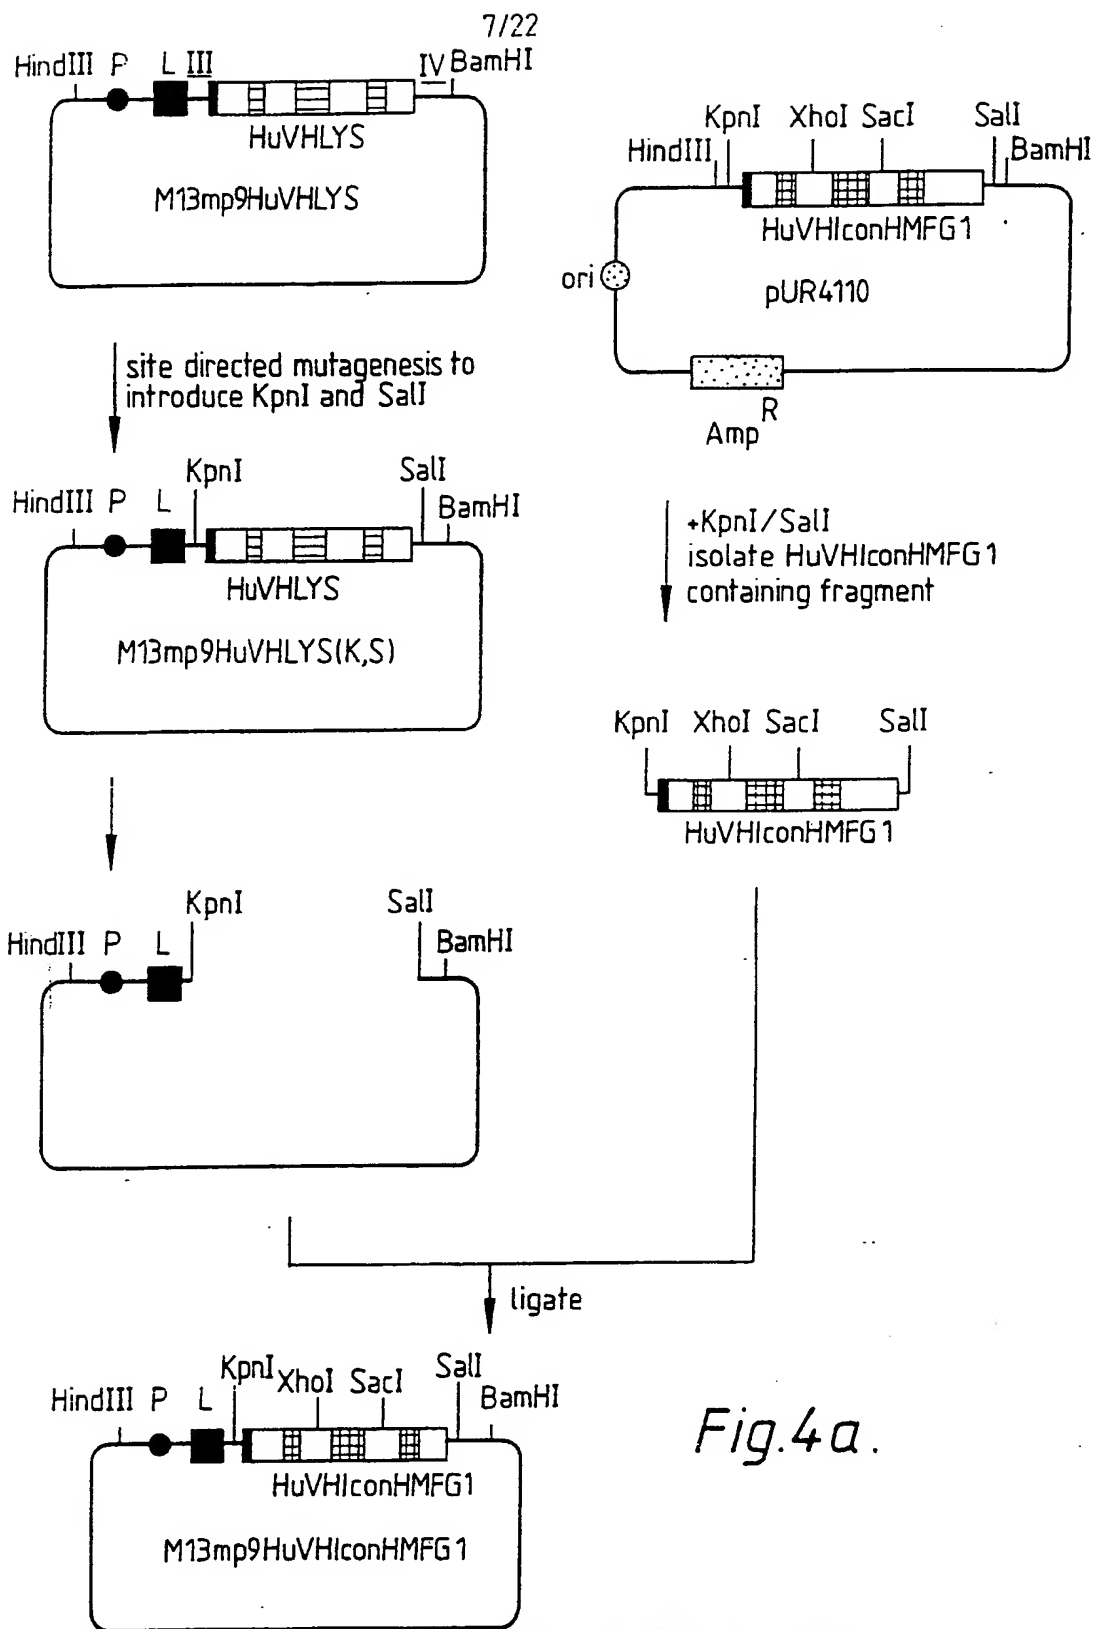 7/22
HindIII P L III IV BamHI
HuVHLYS
M13mp9HuVHLYS
site directed mutagenesis to
introduce KpnI and SalI
KpnI SalI
HindIII P L BamHI
HuVHLYS
M13mp9HuVHLYS(K,S)
KpnI SalI
HindIII P L BamHI
KpnI XhoI SacI SalI
HindIII BamHI
HuVHIconHMFG1
ori
pUR4110
Amp R
+KpnI/SalI
isolate HuVHIconHMFG1
containing fragment
KpnI XhoI SacI SalI
HuVHIconHMFG1
ligate
KpnI XhoI SacI SalI
HindIII P L BamHI
HuVHIconHMFG1
M13mp9HuVHIconHMFG1
Fig.4a.